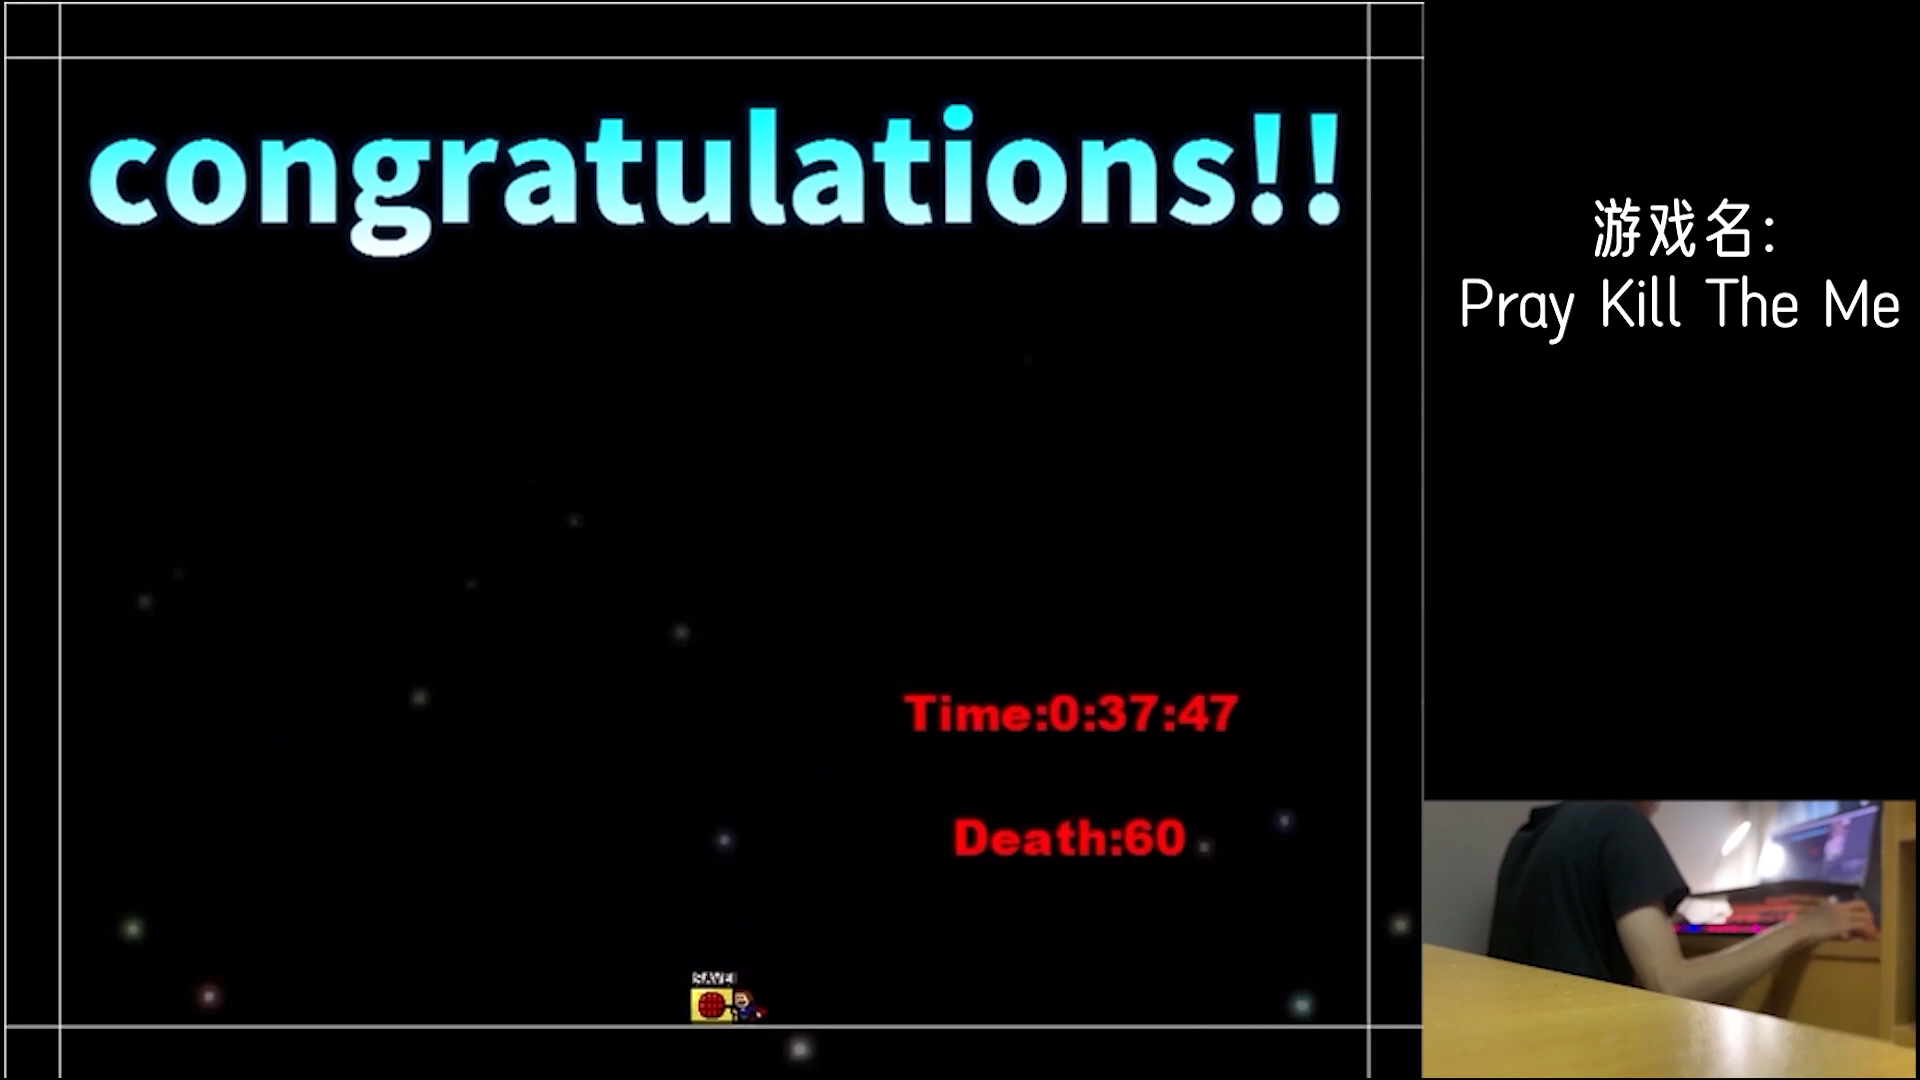 congratulations!!
游戏名:
Pray Kill The Me
Time:0:37:47
Death:60
SAVE!